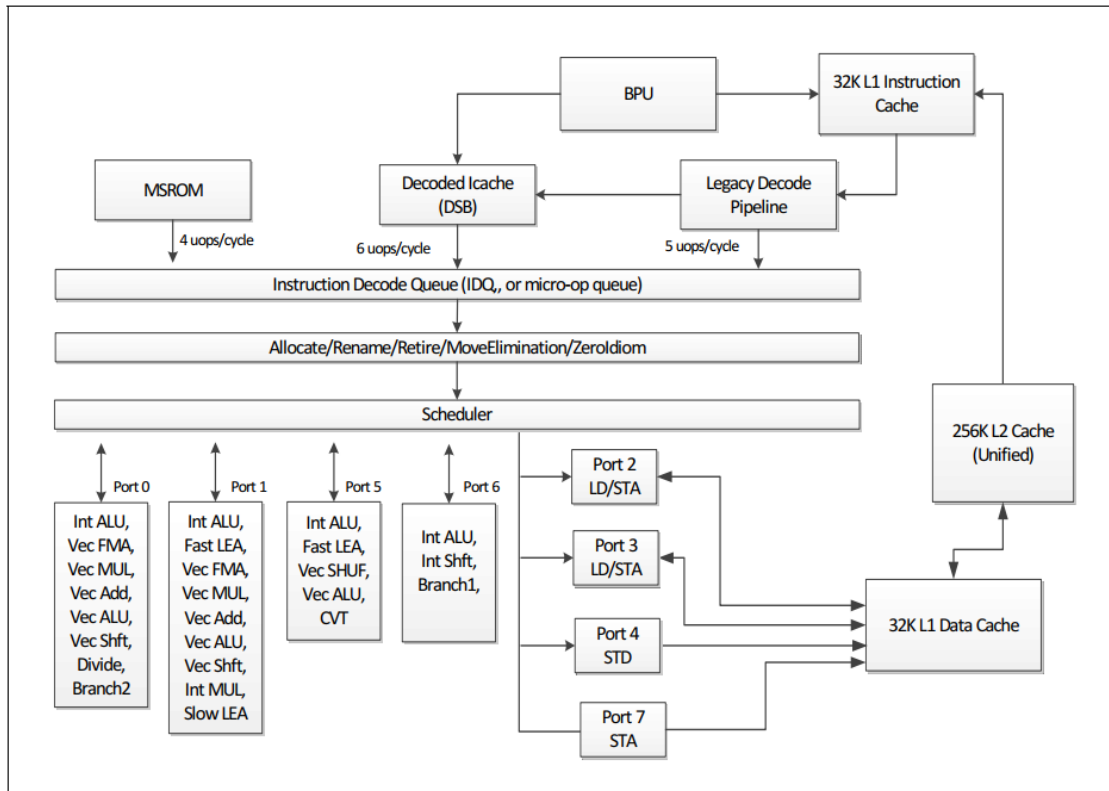 BPU
32K L1 Instruction
Cache
MSROM
Decoded Icache
(DSB)
Legacy Decode
Pipeline
4 uops/cycle
6 uops/cycle
5 uops/cycle
Instruction Decode Queue (IDQ,, or micro-op queue)
Allocate/Rename/Retire/MoveElimination/ZeroIdiom
Scheduler
256K L2 Cache
(Unified)
Port 0
Int ALU,
Vec FMA,
Vec MUL,
Vec Add,
Vec ALU,
Vec Shft,
Divide,
Branch2
Port 1
Int ALU,
Fast LEA,
Vec FMA,
Vec MUL,
Vec Add,
Vec ALU,
Vec Shft,
Int MUL,
Slow LEA
Port 5
Int ALU,
Fast LEA,
Vec SHUF,
Vec ALU,
CVT
Port 6
Int ALU,
Int Shft,
Branch1,
Port 2
LD/STA
Port 3
LD/STA
Port 4
STD
Port 7
STA
32K L1 Data Cache